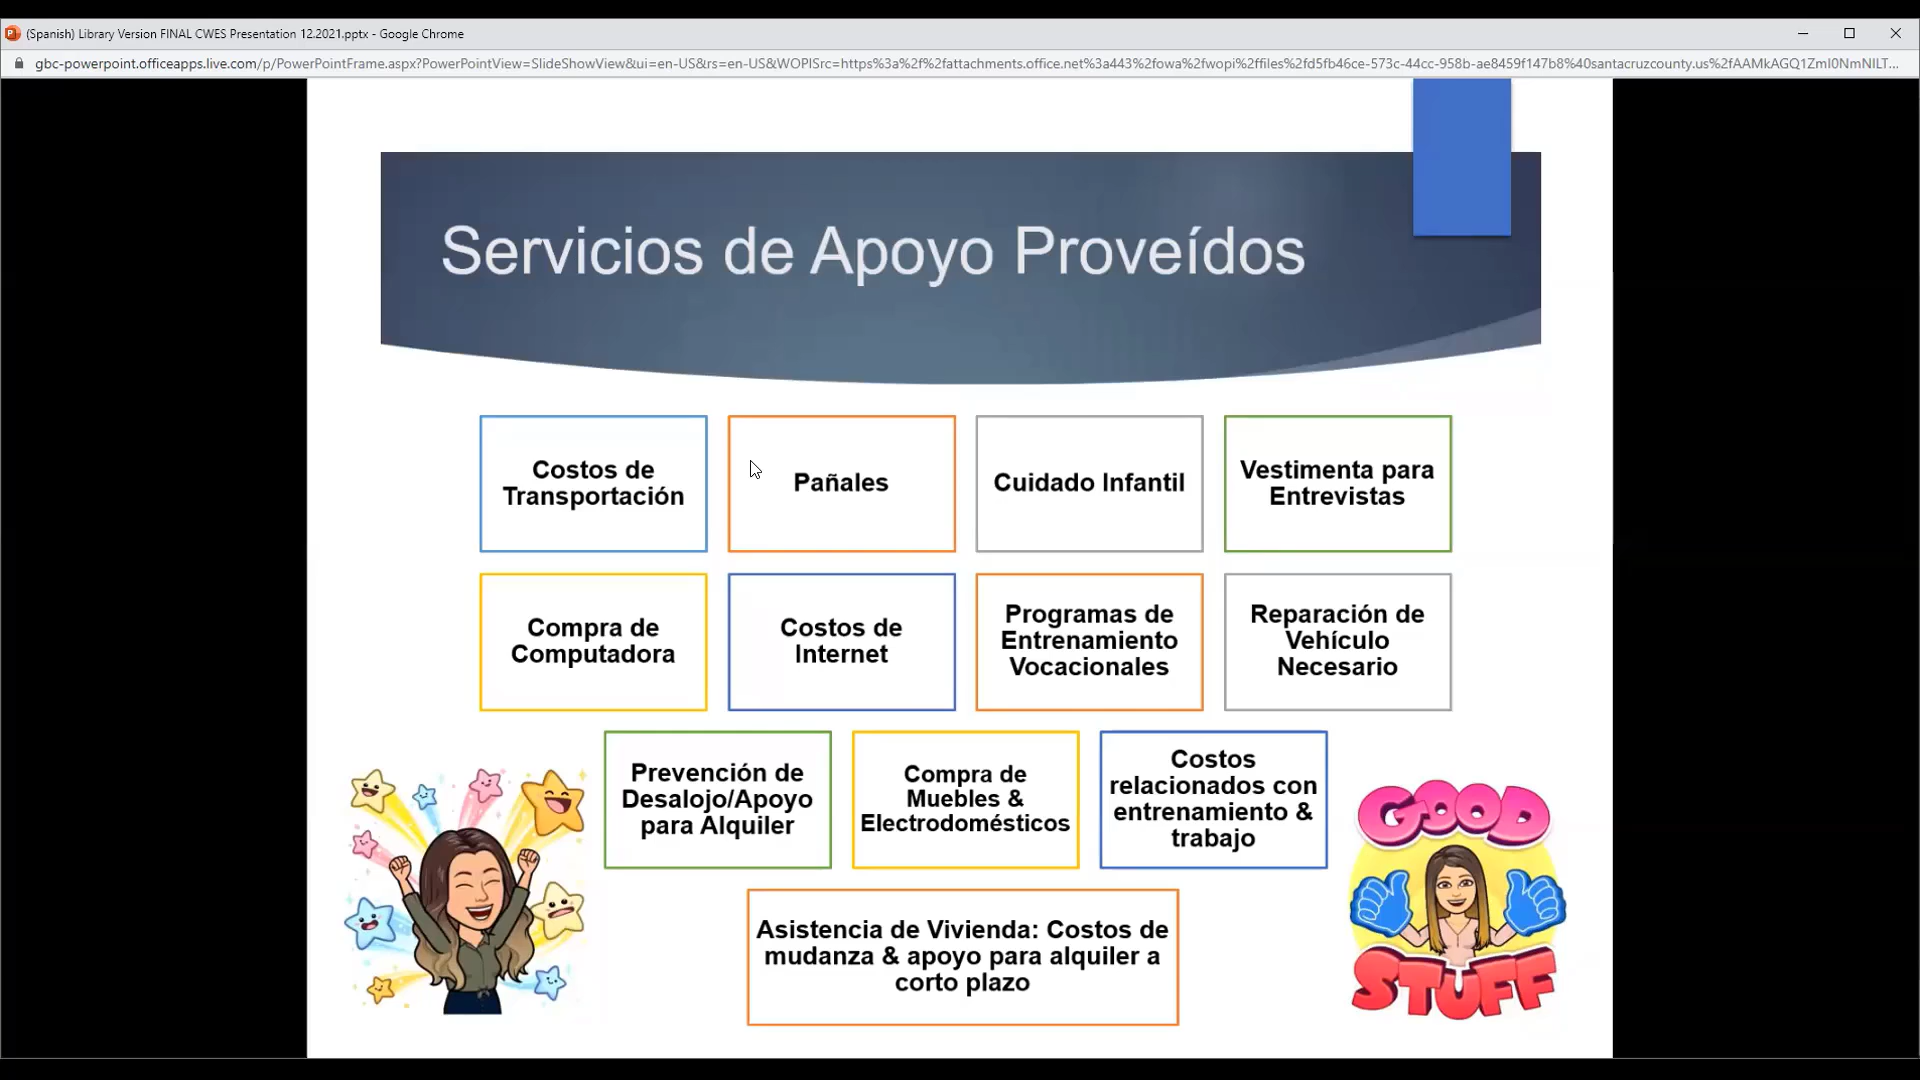 (Spanish) Library Version FINAL CWES Presentation 12.2021.pptx - Google Chrome
gbc-powerpoint.officeapps.live.com/p/PowerPointFrame.aspx?PowerPointView=SlideShowView&ui=en-US&rs=en-US&WOPISrc=https%3a%2f%2fattachments.office.net%3a443%2fowa%2fwopi%2ffiles%2fd5fb46ce-573c-44cc-958b-ae8459f147b8%40santacruzcounty.us%2fAAMkAGQ1ZmI0NmNILT...
Servicios de Apoyo Proveídos
Costos de
Transportación
Pañales
Cuidado Infantil
Vestimenta para
Entrevistas
Compra de
Computadora
Costos de
Internet
Programas de
Entrenamiento
Vocacionales
Reparación de
Vehículo
Necesario
Prevención de
Desalojo/Apoyo
para Alquiler
Compra de
Muebles &
Electrodomésticos
Costos
relacionados con
entrenamiento &
trabajo
Asistencia de Vivienda: Costos de
mudanza & apoyo para alquiler a
corto plazo
GOOD
STUFF